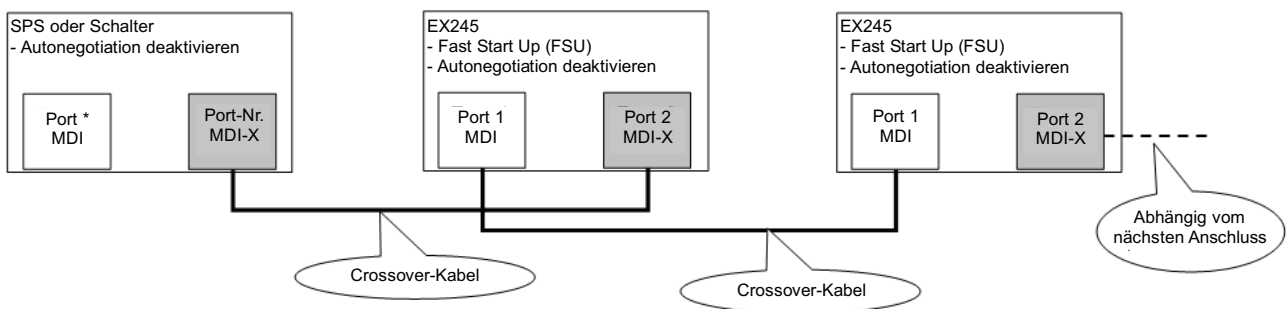 SPS oder Schalter
- Autonegotiation deaktivieren
Port *
MDI
Port-Nr.
MDI-X
EX245
- Fast Start Up (FSU)
- Autonegotiation deaktivieren
Port 1
MDI
Port 2
MDI-X
EX245
- Fast Start Up (FSU)
- Autonegotiation deaktivieren
Port 1
MDI
Port 2
MDI-X
Crossover-Kabel
Crossover-Kabel
Abhängig vom
nächsten Anschluss